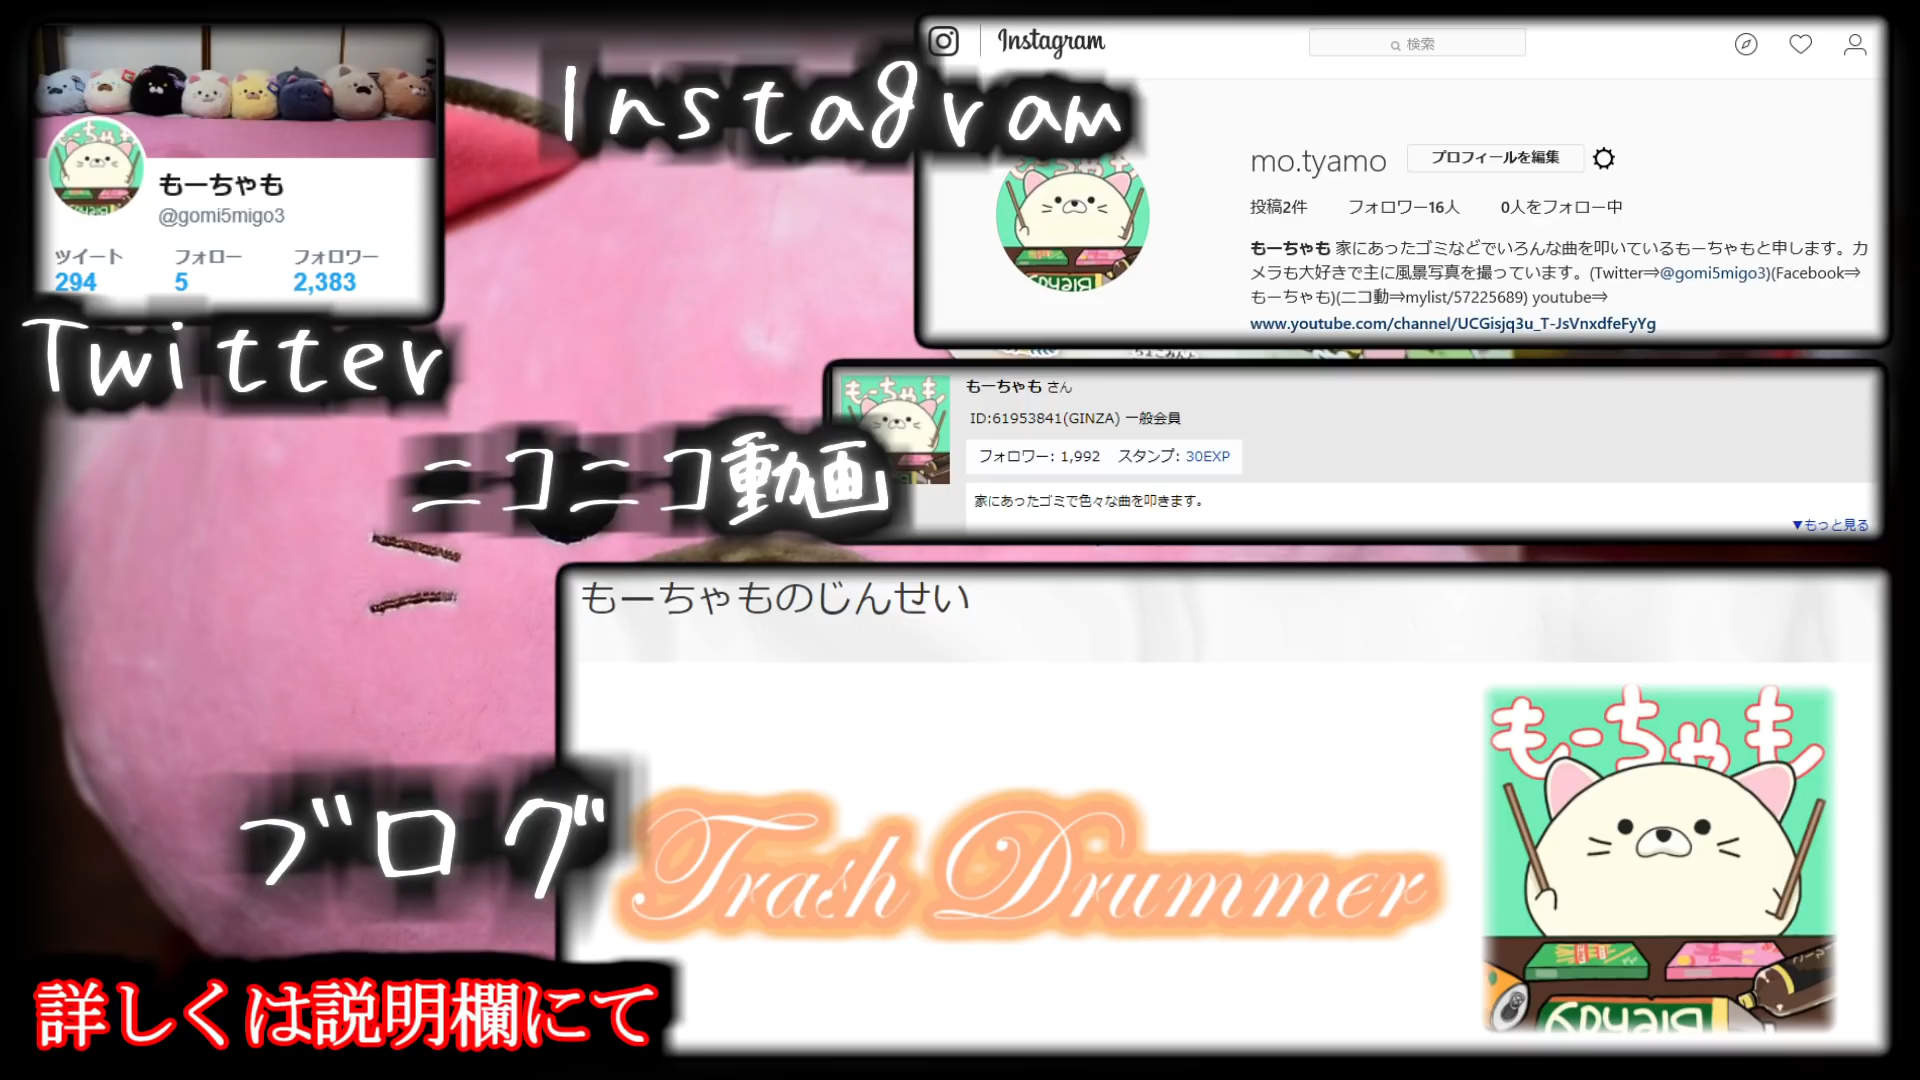 もーちゃも
@gomi5migo3
ツイート フォロー フォロワー
294 5 2,383
Twitter
Instagram
Instagram
検索
mo.tyamo プロフィールを編集
投稿2件 フォロワー16人 0人をフォロー中
もーちゃも 家にあったゴミなどでいろんな曲を叩いているもーちゃもと申します。カ
メラも大好きで主に風景写真を撮っています。(Twitter⇒@gomi5migo3)(Facebook⇒
もーちゃも)(ニコ動⇒mylist/57225689) youtube⇒
www.youtube.com/channel/UCGisjq3u_T-JsVnxdfeFyYg
ニコニコ動画
もーちゃも さん
ID:61953841(GINZA) 一般会員
フォロワー: 1,992 スタンプ: 30EXP
家にあったゴミで色々な曲を叩きます。
▼もっと見る
もーちゃものじんせい
ブログ
Trash Drummer
もーちゃも
Blendy
詳しくは説明欄にて